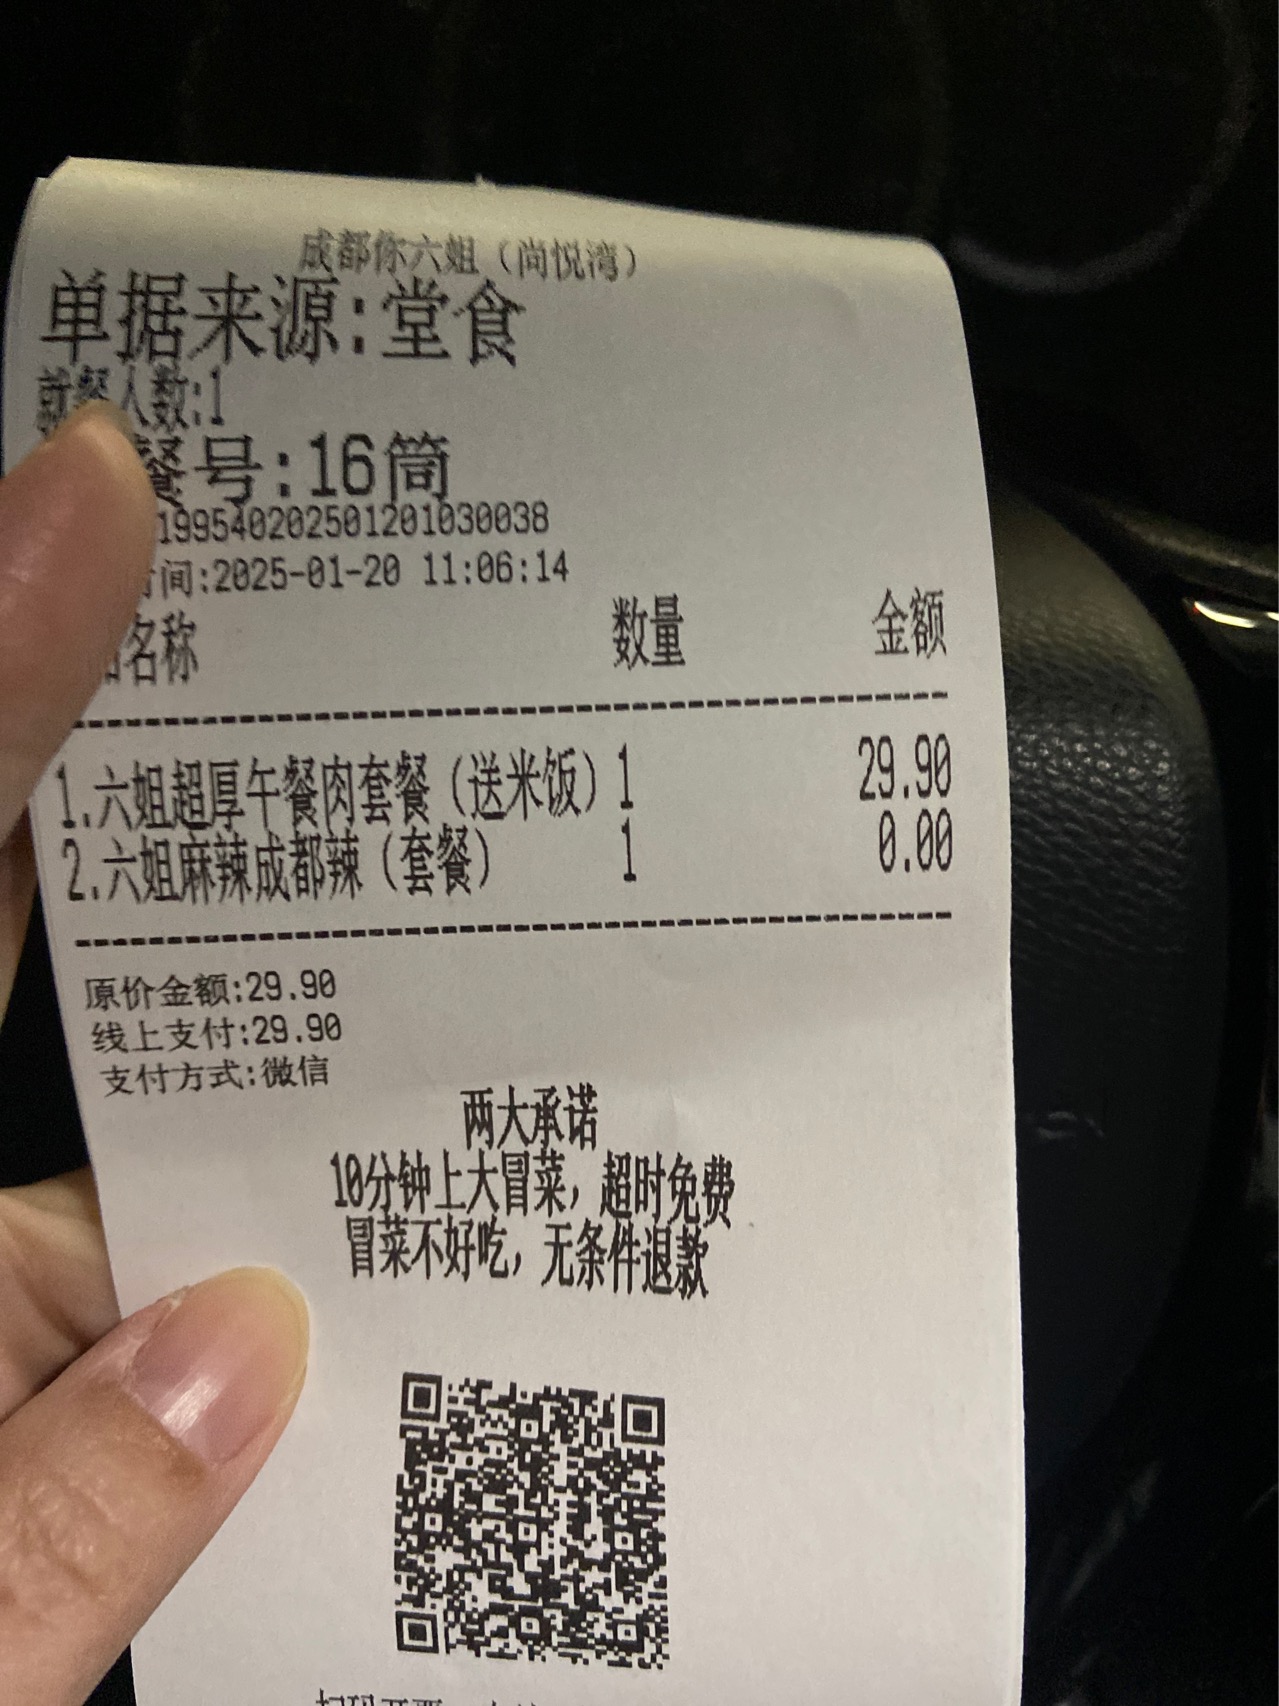 成都你六姐（尚悦湾）
单据来源:堂食
就餐人数:1
餐号:16筒
199540202501201030038
时间:2025-01-20 11:06:14
名称 数量 金额
1.六姐超厚午餐肉套餐（送米饭） 1 29.90
2.六姐麻辣成都辣（套餐） 1 0.00
原价金额:29.90
线上支付:29.90
支付方式:微信
两大承诺
10分钟上大冒菜，超时免费
冒菜不好吃，无条件退款